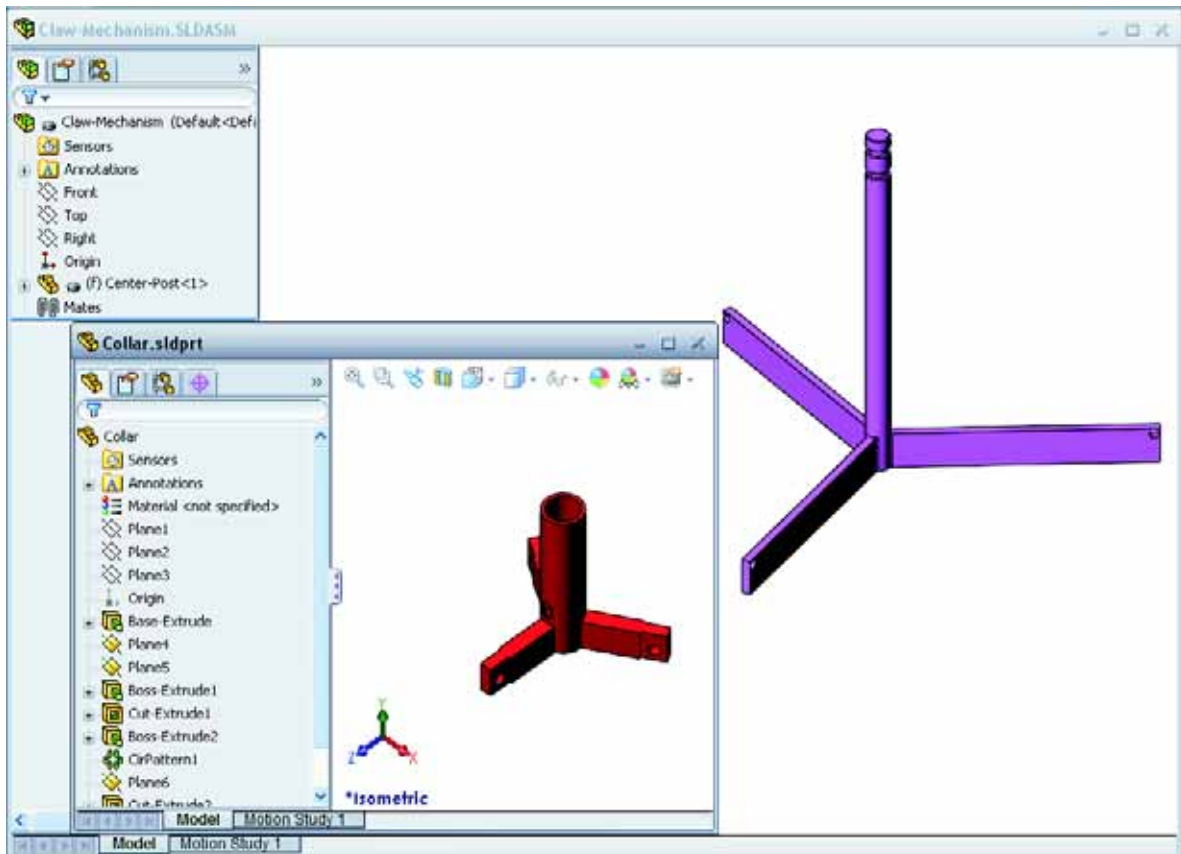 Claw-Mechanism.SLDASM
Claw-Mechanism (Default<Defa
Sensors
Annotations
Front
Top
Right
Origin
(f) Center-Post<1>
Mates
Collar.sldprt
Collar
Sensors
Annotations
Material <not specified>
Plane1
Plane2
Plane3
Origin
Base-Extrude
Plane4
Plane5
Boss-Extrude1
Cut-Extrude1
Boss-Extrude2
CirPattern1
Plane6
Cut-Extrude2
Y
Z
X
*Isometric
Model
Motion Study 1
Model
Motion Study 1